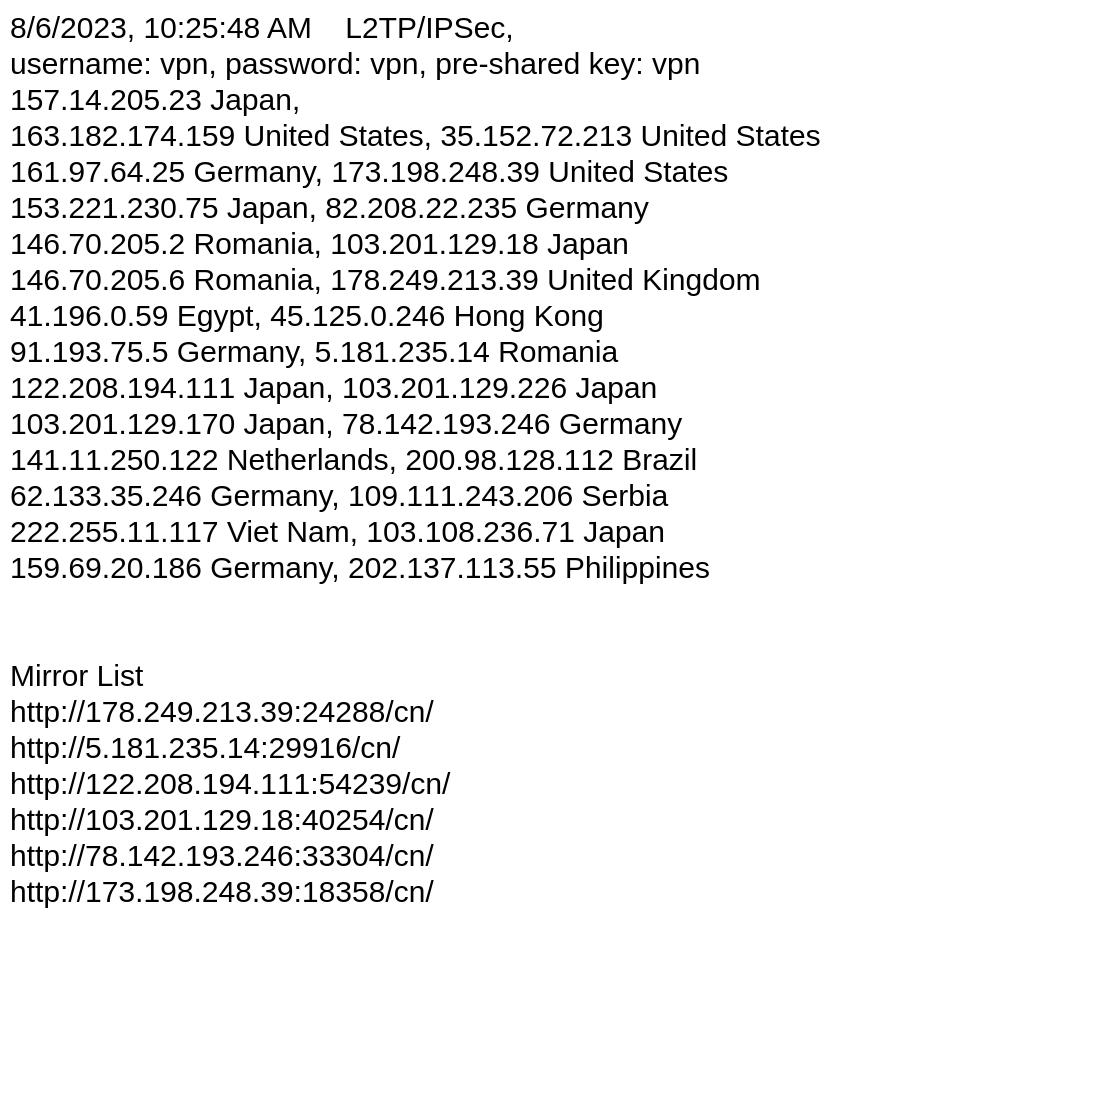 8/6/2023, 10:25:48 AM    L2TP/IPSec,
username: vpn, password: vpn, pre-shared key: vpn
157.14.205.23 Japan,
163.182.174.159 United States, 35.152.72.213 United States
161.97.64.25 Germany, 173.198.248.39 United States
153.221.230.75 Japan, 82.208.22.235 Germany
146.70.205.2 Romania, 103.201.129.18 Japan
146.70.205.6 Romania, 178.249.213.39 United Kingdom
41.196.0.59 Egypt, 45.125.0.246 Hong Kong
91.193.75.5 Germany, 5.181.235.14 Romania
122.208.194.111 Japan, 103.201.129.226 Japan
103.201.129.170 Japan, 78.142.193.246 Germany
141.11.250.122 Netherlands, 200.98.128.112 Brazil
62.133.35.246 Germany, 109.111.243.206 Serbia
222.255.11.117 Viet Nam, 103.108.236.71 Japan
159.69.20.186 Germany, 202.137.113.55 Philippines
Mirror List
http://178.249.213.39:24288/cn/
http://5.181.235.14:29916/cn/
http://122.208.194.111:54239/cn/
http://103.201.129.18:40254/cn/
http://78.142.193.246:33304/cn/
http://173.198.248.39:18358/cn/